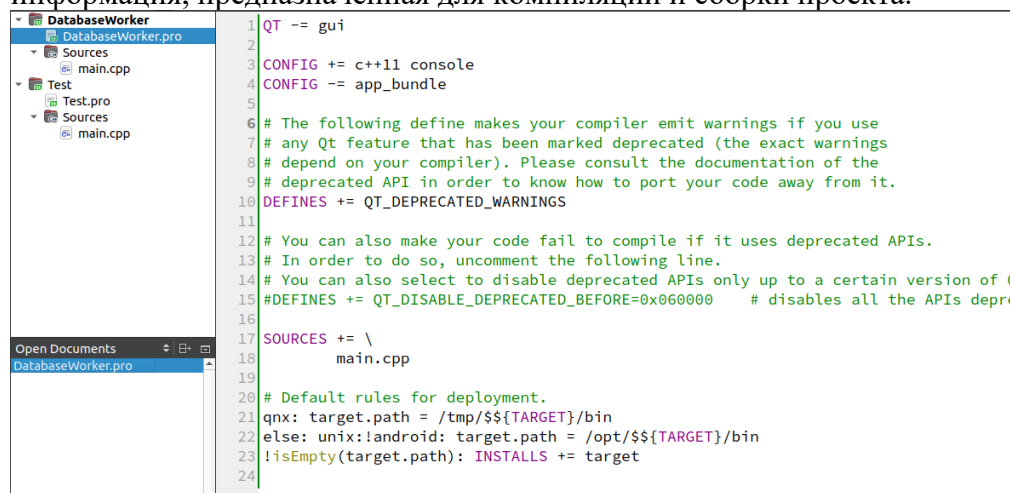 информация, предназначенная для компиляции и сборки проекта.
DatabaseWorker
DatabaseWorker.pro
Sources
main.cpp
Test
Test.pro
Sources
main.cpp
Open Documents
DatabaseWorker.pro
1 QT -= gui
2
3 CONFIG += c++11 console
4 CONFIG -= app_bundle
5
6 # The following define makes your compiler emit warnings if you use
7 # any Qt feature that has been marked deprecated (the exact warnings
8 # depend on your compiler). Please consult the documentation of the
9 # deprecated API in order to know how to port your code away from it.
10 DEFINES += QT_DEPRECATED_WARNINGS
11
12 # You can also make your code fail to compile if it uses deprecated APIs.
13 # In order to do so, uncomment the following line.
14 # You can also select to disable deprecated APIs only up to a certain version of
15 #DEFINES += QT_DISABLE_DEPRECATED_BEFORE=0x060000    # disables all the APIs depre
16
17 SOURCES += \
18         main.cpp
19
20 # Default rules for deployment.
21 qnx: target.path = /tmp/$${TARGET}/bin
22 else: unix:!android: target.path = /opt/$${TARGET}/bin
23 !isEmpty(target.path): INSTALLS += target
24